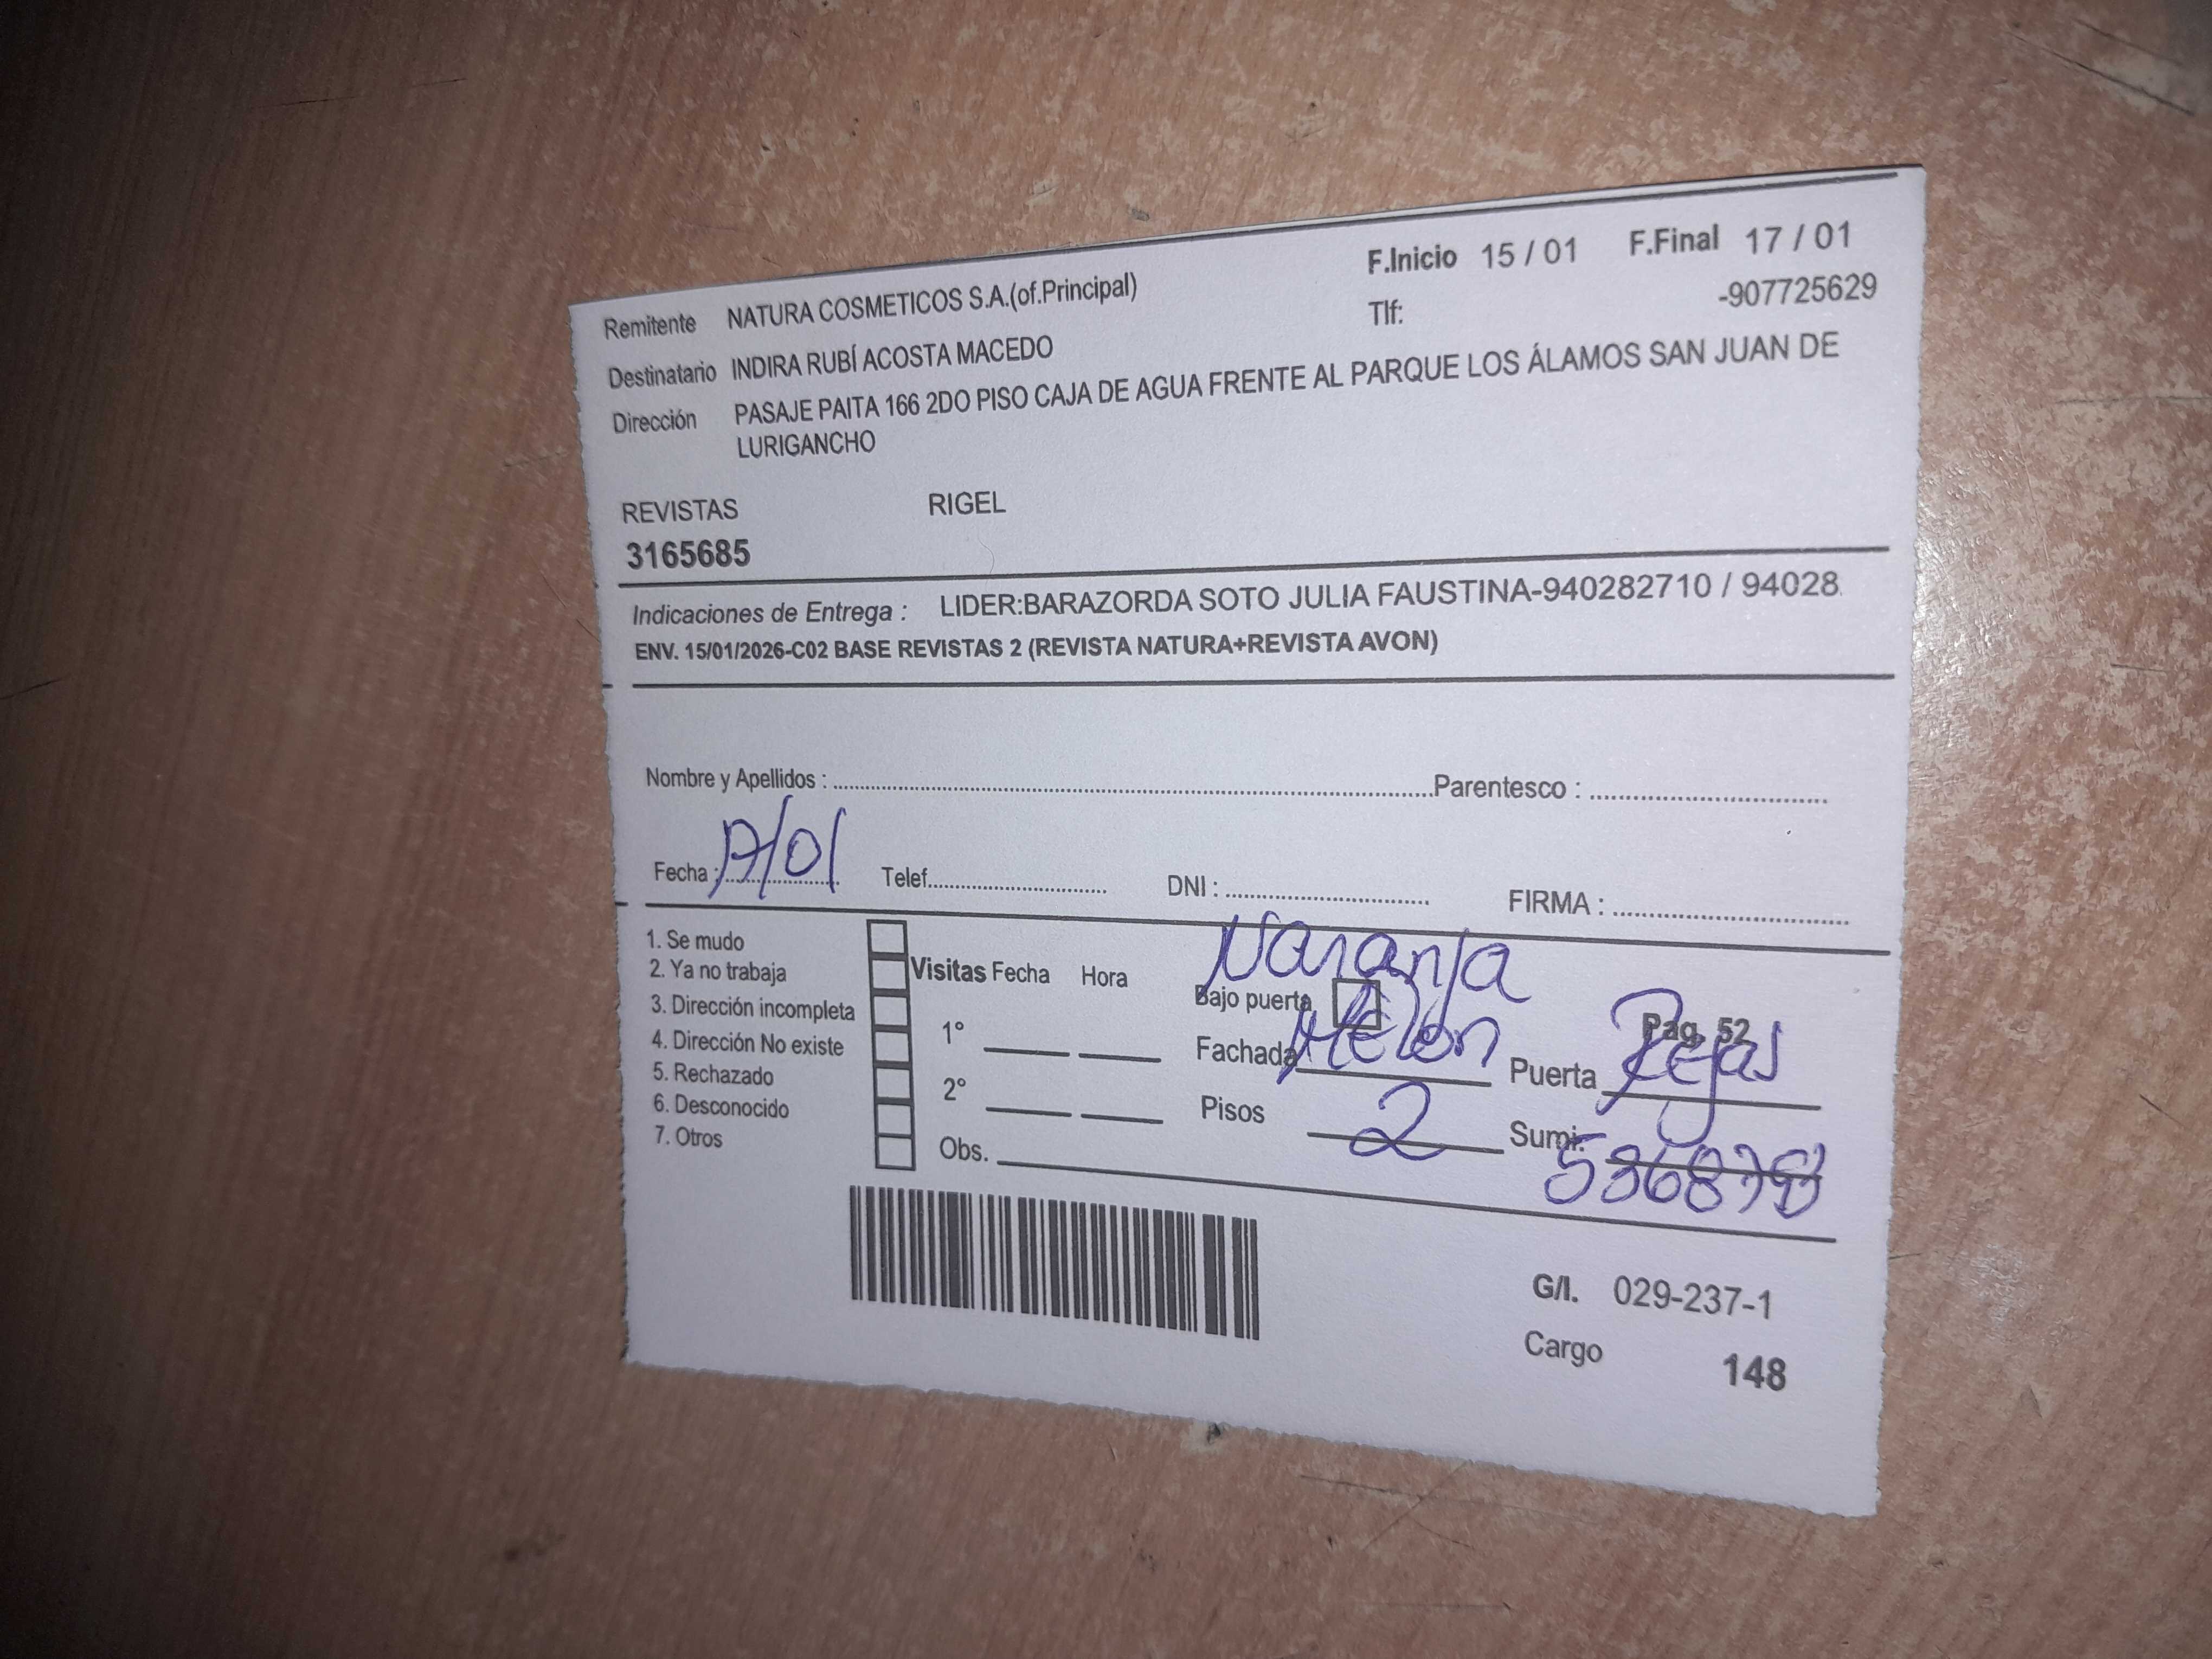 F.Inicio 15 / 01 F.Final 17 / 01
Remitente NATURA COSMETICOS S.A.(of.Principal) Tlf: -907725629
Destinatario INDIRA RUBÍ ACOSTA MACEDO
Dirección PASAJE PAITA 166 2DO PISO CAJA DE AGUA FRENTE AL PARQUE LOS ÁLAMOS SAN JUAN DE
LURIGANCHO
REVISTAS RIGEL
3165685
Indicaciones de Entrega : LIDER:BARAZORDA SOTO JULIA FAUSTINA-940282710 / 94028
ENV. 15/01/2026-C02 BASE REVISTAS 2 (REVISTA NATURA+REVISTA AVON)
Nombre y Apellidos : Parentesco :
Fecha : Telef. DNI : FIRMA :
1. Se mudo
2. Ya no trabaja
3. Dirección incompleta
4. Dirección No existe
5. Rechazado
6. Desconocido
7. Otros
Visitas Fecha Hora
1°
2°
Obs.
Naranja
Bajo puerta Pag. 52
Fachada Melon Puerta Rejas
Pisos 2 Sumi:
G/I. 029-237-1
Cargo 148